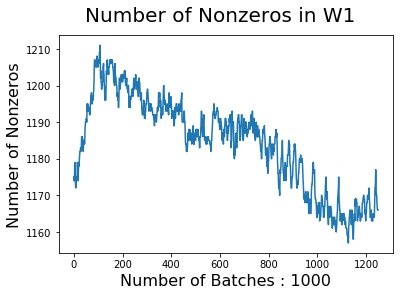 Number of Nonzeros in W1
Number of Nonzeros
1210
1200
1190
1180
1170
1160
0 200 400 600 800 1000 1200
Number of Batches : 1000